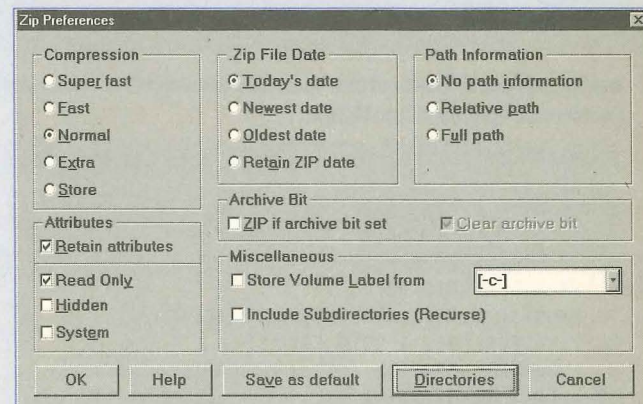 Zip Preferences
Compression
Super fast
Fast
Normal
Extra
Store
.Zip File Date
Today's date
Newest date
Oldest date
Retain ZIP date
Path Information
No path information
Relative path
Full path
Archive Bit
ZIP if archive bit set
Clear archive bit
Attributes
Retain attributes
Read Only
Hidden
System
Miscellaneous
Store Volume Label from
[-c-]
Include Subdirectories (Recurse)
OK
Help
Save as default
Directories
Cancel